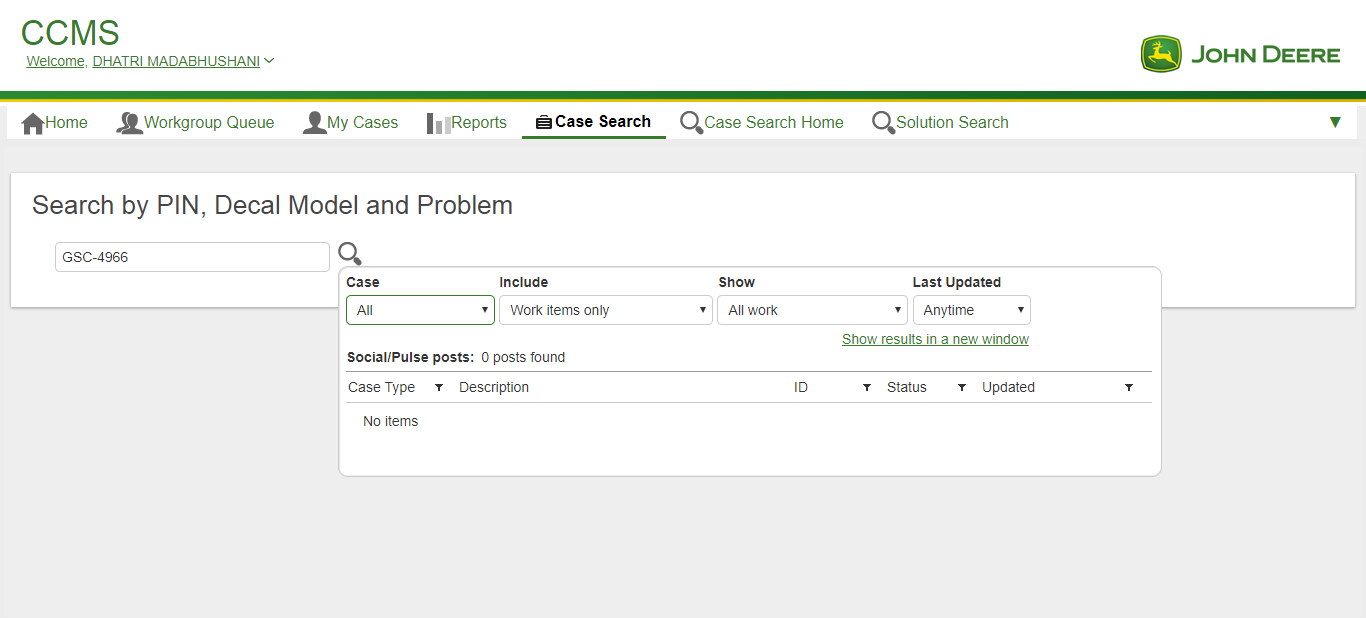 CCMS
Welcome, DHATRI MADABHUSHANI
JOHN DEERE
Home Workgroup Queue My Cases Reports Case Search Case Search Home Solution Search
Search by PIN, Decal Model and Problem
GSC-4966
Case Include Show Last Updated
All Work items only All work Anytime
Show results in a new window
Social/Pulse posts: 0 posts found
Case Type Description ID Status Updated
No items